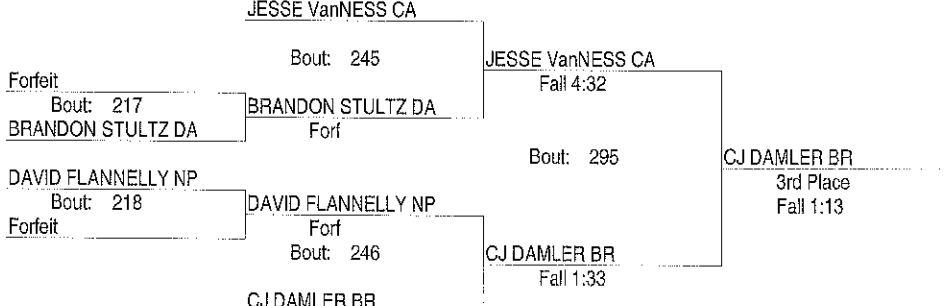 JESSE VanNESS CA
Bout: 245
JESSE VanNESS CA
Fall 4:32
Forfeit
Bout: 217
BRANDON STULTZ DA
BRANDON STULTZ DA
Forf
Bout: 295
CJ DAMLER BR
3rd Place
Fall 1:13
DAVID FLANNELLY NP
Bout: 218
Forfeit
DAVID FLANNELLY NP
Forf
Bout: 246
CJ DAMLER BR
Fall 1:33
CJ DAMLER BR